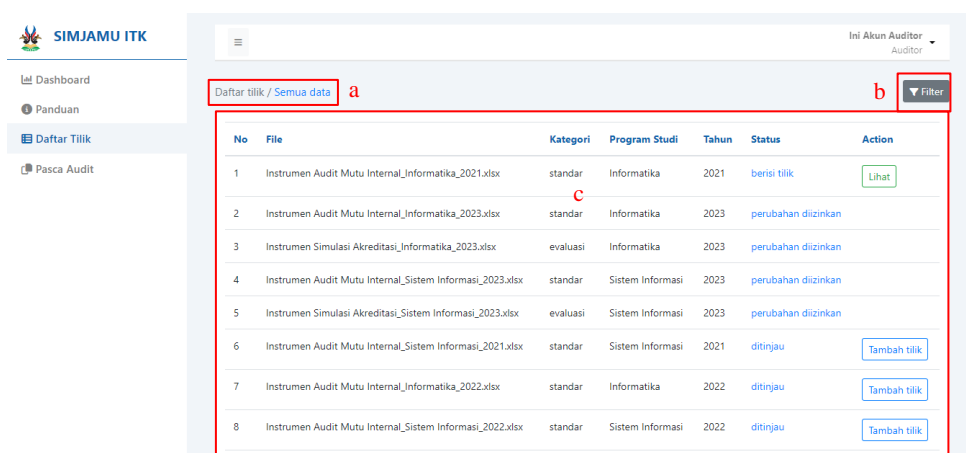 SIMJAMU ITK
Ini Akun Auditor
Auditor
Dashboard
Panduan
Daftar Tilik
Pasca Audit
Daftar tilik / Semua data a
b Filter
No File Kategori Program Studi Tahun Status Action
1 Instrumen Audit Mutu Internal_Informatika_2021.xlsx standar Informatika 2021 berisi tilik Lihat
c
2 Instrumen Audit Mutu Internal_Informatika_2023.xlsx standar Informatika 2023 perubahan diizinkan
3 Instrumen Simulasi Akreditasi_Informatika_2023.xlsx evaluasi Informatika 2023 perubahan diizinkan
4 Instrumen Audit Mutu Internal_Sistem Informasi_2023.xlsx standar Sistem Informasi 2023 perubahan diizinkan
5 Instrumen Simulasi Akreditasi_Sistem Informasi_2023.xlsx evaluasi Sistem Informasi 2023 perubahan diizinkan
6 Instrumen Audit Mutu Internal_Sistem Informasi_2021.xlsx standar Sistem Informasi 2021 ditinjau Tambah tilik
7 Instrumen Audit Mutu Internal_Informatika_2022.xlsx standar Informatika 2022 ditinjau Tambah tilik
8 Instrumen Audit Mutu Internal_Sistem Informasi_2022.xlsx standar Sistem Informasi 2022 ditinjau Tambah tilik